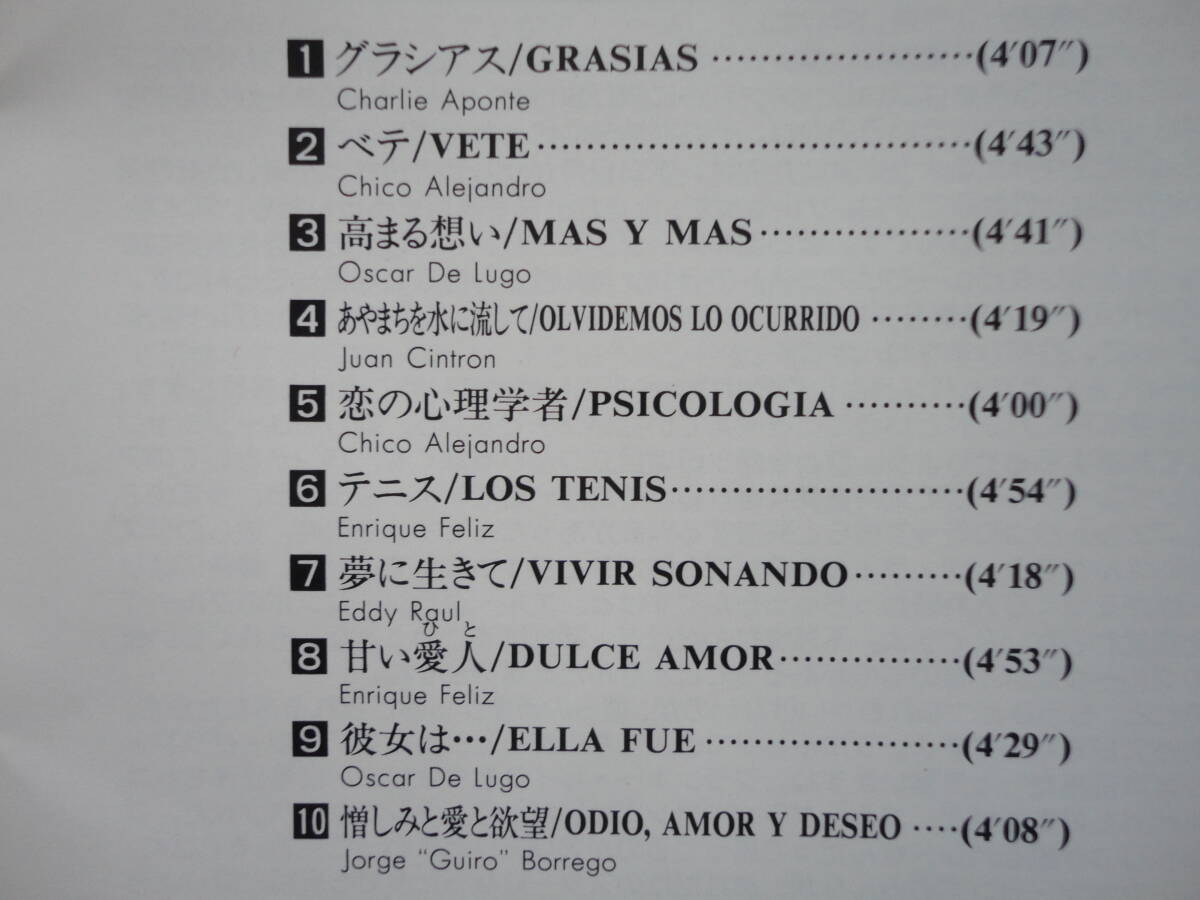 1 グラシアス/GRASIAS ……………………(4′07″)
Charlie Aponte
2 ベテ/VETE …………………………………(4′43″)
Chico Alejandro
3 高まる想い/MAS Y MAS ………………(4′41″)
Oscar De Lugo
4 あやまちを水に流して/OLVIDEMOS LO OCURRIDO ………(4′19″)
Juan Cintron
5 恋の心理学者/PSICOLOGIA …………(4′00″)
Chico Alejandro
6 テニス/LOS TENIS ………………………(4′54″)
Enrique Feliz
7 夢に生きて/VIVIR SONANDO ………(4′18″)
Eddy Raul
ひと
8 甘い愛人/DULCE AMOR ……………(4′53″)
Enrique Feliz
9 彼女は…/ELLA FUE ……………………(4′29″)
Oscar De Lugo
10 憎しみと愛と欲望/ODIO, AMOR Y DESEO ‥‥(4′08″)
Jorge “Guiro” Borrego